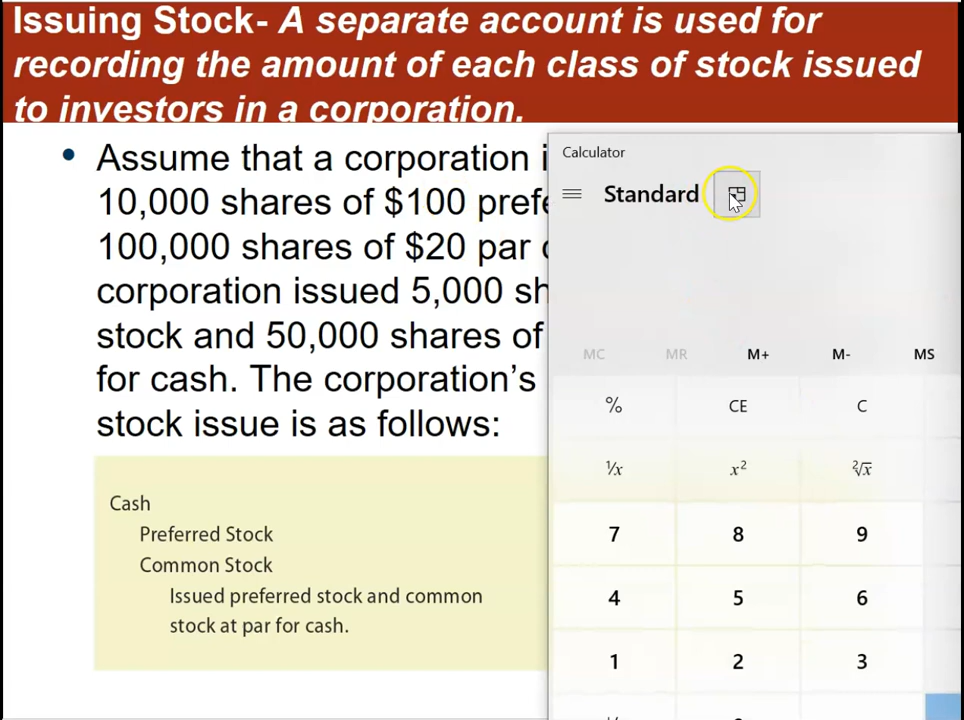 Issuing Stock- A separate account is used for
recording the amount of each class of stock issued
to investors in a corporation.
• Assume that a corporation
10,000 shares of $100
100,000 shares of $20 par
corporation issued 5,000
stock and 50,000 shares of
for cash. The corporation’s
stock issue is as follows:
Cash
Preferred Stock
Common Stock
Issued preferred stock and common
stock at par for cash.
Calculator
Standard
MC MR M+ M- MS
% CE C
1/x x² ²√x
7 8 9
4 5 6
1 2 3